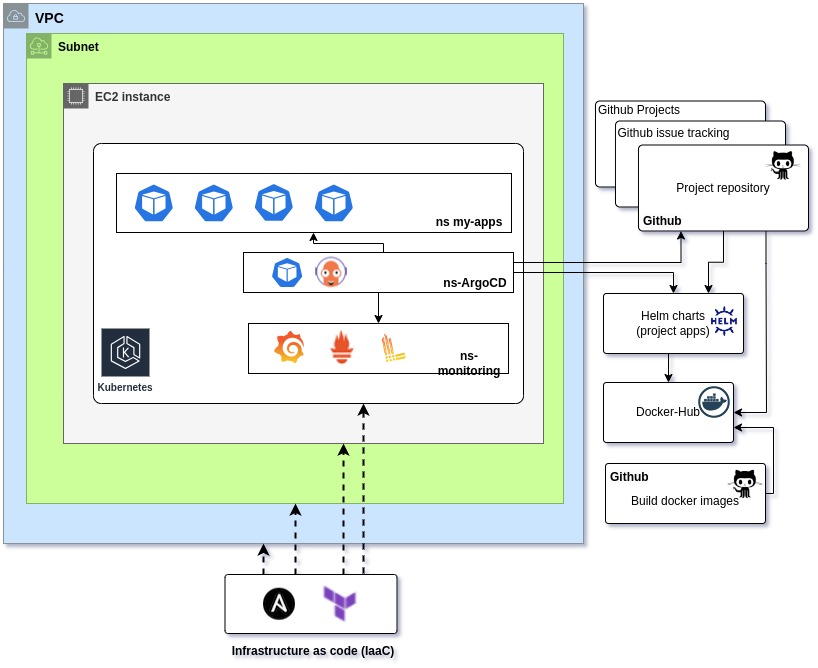 VPC
Subnet
EC2 instance
ns my-apps
ns-ArgoCD
ns-
monitoring
Kubernetes
Github Projects
Github issue tracking
Project repository
Github
Helm charts
(project apps)
HELM
Docker-Hub
Github
Build docker images
Infrastructure as code (IaaC)